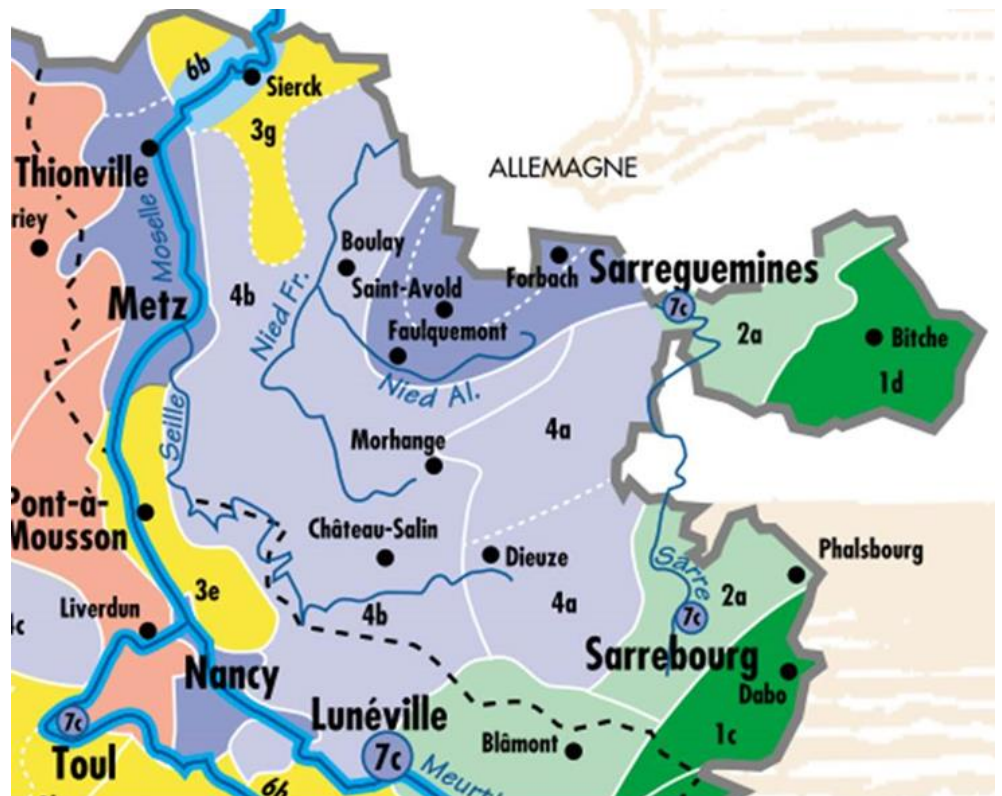 6b
Sierck
3g
Thionville
ALLEMAGNE
riey
Moselle
Boulay
Forbach
Sarreguemines
Saint-Avold
4b
7c
Metz
Nied Fr.
Faulquemont
2a
Bitche
1d
Nied Al.
Seille
4a
Morhange
Pont-à-
Mousson
Château-Salin
Dieuze
Phalsbourg
Sarre
3e
Liverdun
4b
4a
2a
7c
Sarrebourg
Nancy
Dabo
Lunéville
7c
1c
Blâmont
7c
Toul
Meurt
6b